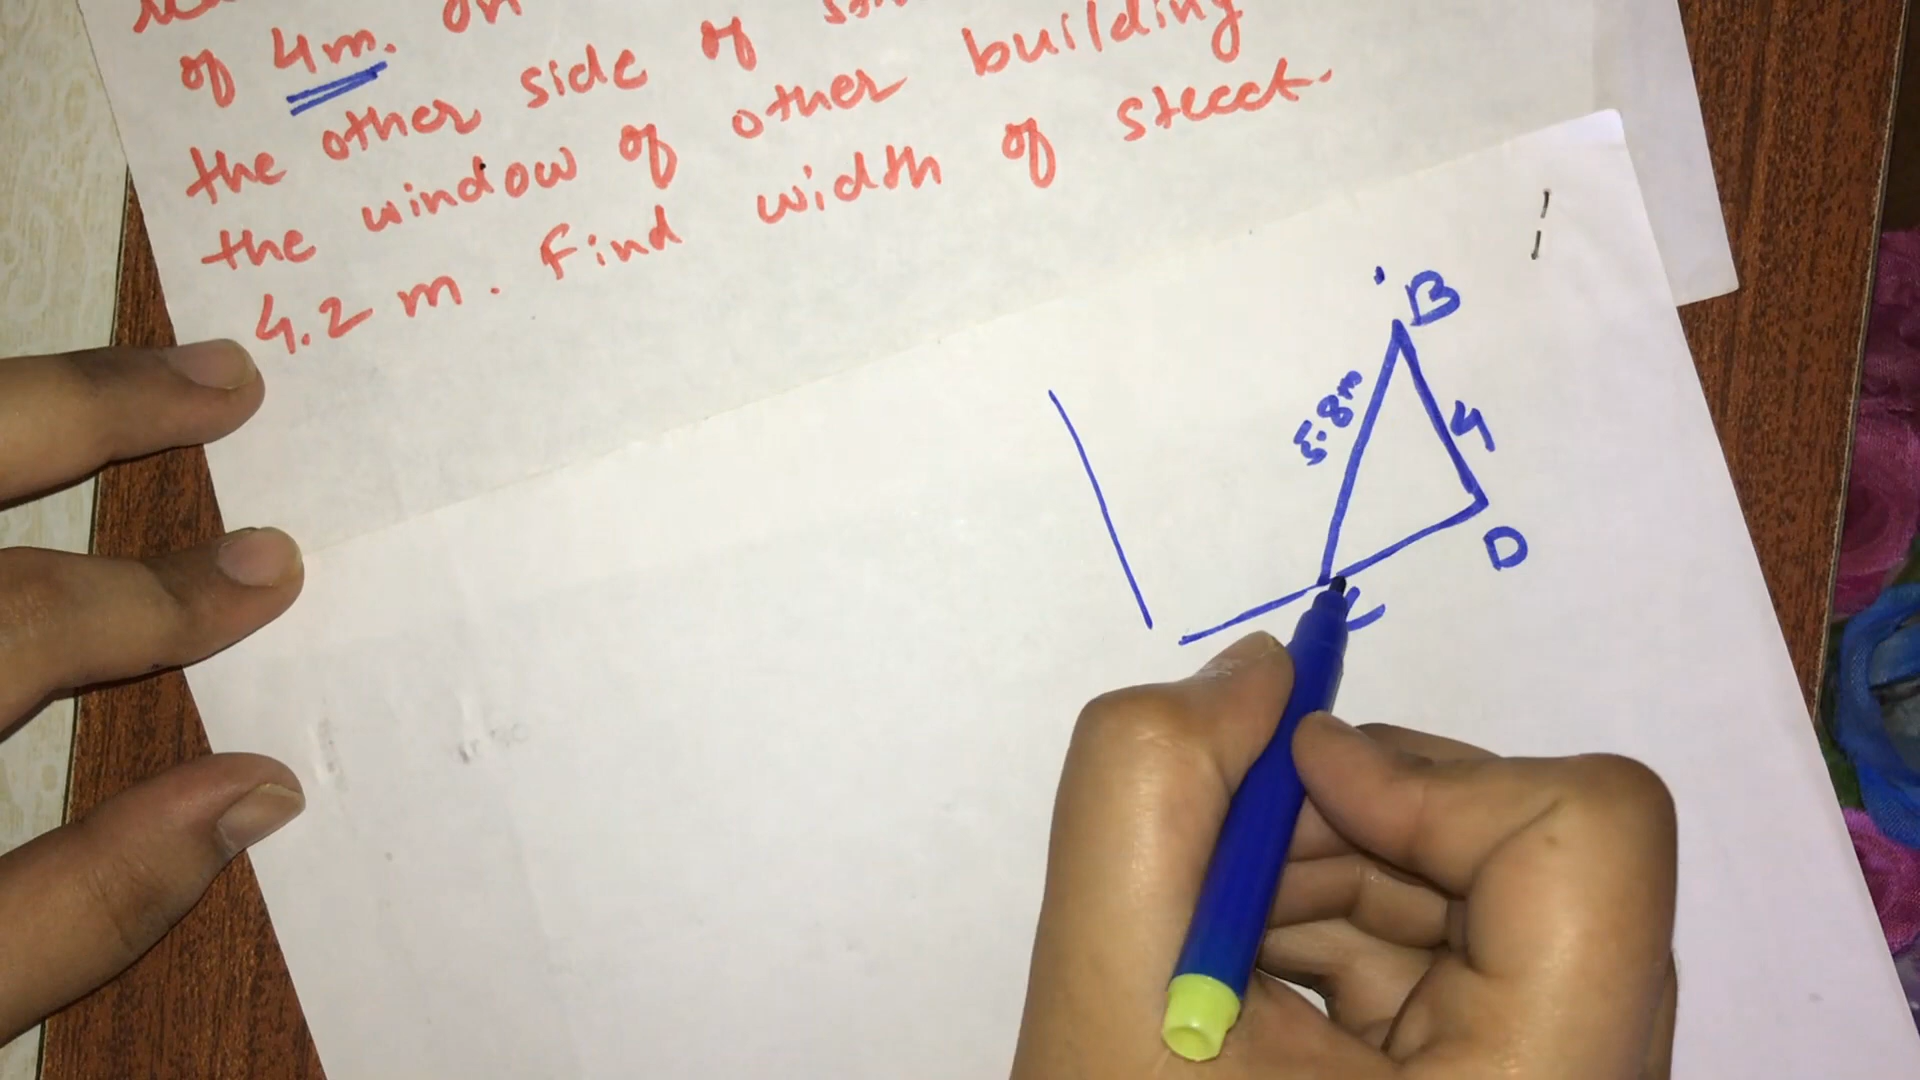 of 4m. on
the other side of
the window of other building
4.2 m. Find width of steect.
B
5.8m
4
D
C